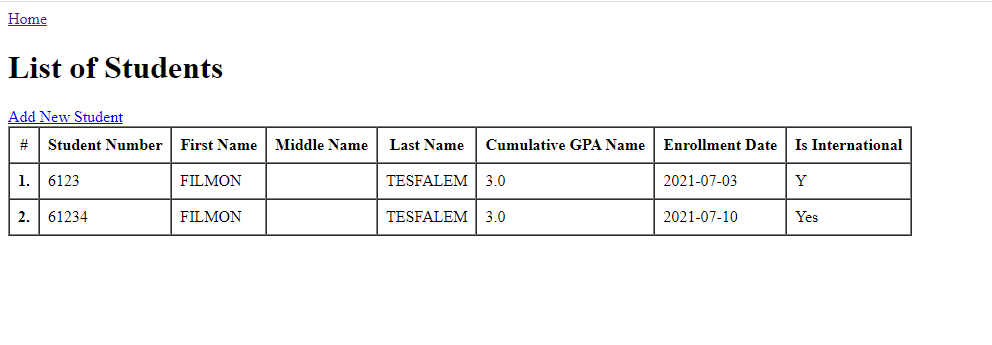 Home
List of Students
Add New Student
# Student Number First Name Middle Name Last Name Cumulative GPA Name Enrollment Date Is International
1. 6123 FILMON TESFALEM 3.0 2021-07-03 Y
2. 61234 FILMON TESFALEM 3.0 2021-07-10 Yes